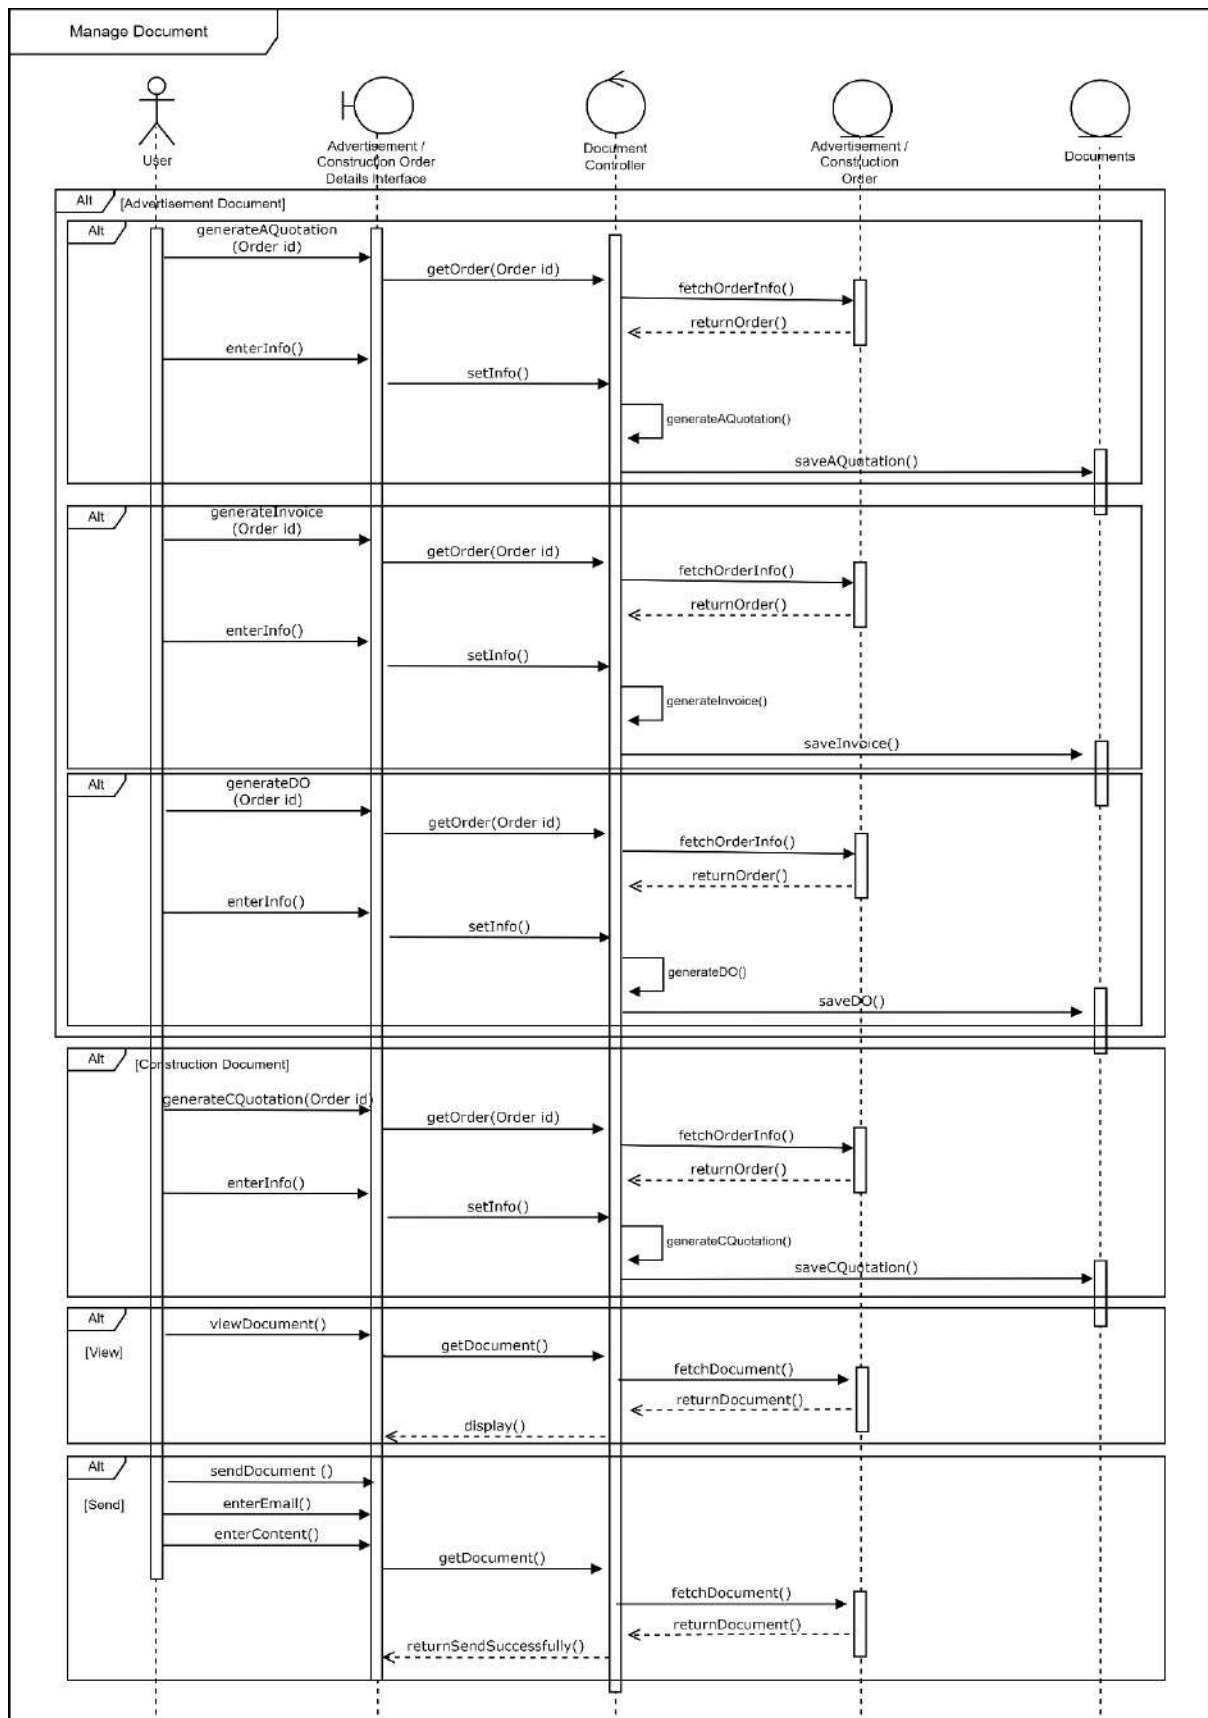 Manage Document
User
Advertisement /
Construction Order
Details Interface
Document
Controller
Advertisement /
Construction
Order
Documents
Alt
[Advertisement Document]
Alt
generateAQuotation
(Order id)
getOrder(Order id)
fetchOrderInfo()
returnOrder()
enterInfo()
setInfo()
generateAQuotation()
saveAQuotation()
Alt
generateInvoice
(Order id)
getOrder(Order id)
fetchOrderInfo()
returnOrder()
enterInfo()
setInfo()
generateInvoice()
saveInvoice()
Alt
generateDO
(Order id)
getOrder(Order id)
fetchOrderInfo()
returnOrder()
enterInfo()
setInfo()
generateDO()
saveDO()
Alt
[Construction Document]
generateCQuotation(Order id)
getOrder(Order id)
fetchOrderInfo()
returnOrder()
enterInfo()
setInfo()
generateCQuotation()
saveCQuotation()
Alt
[View]
viewDocument()
getDocument()
fetchDocument()
returnDocument()
display()
Alt
[Send]
sendDocument ()
enterEmail()
enterContent()
getDocument()
fetchDocument()
returnDocument()
returnSendSuccessfully()